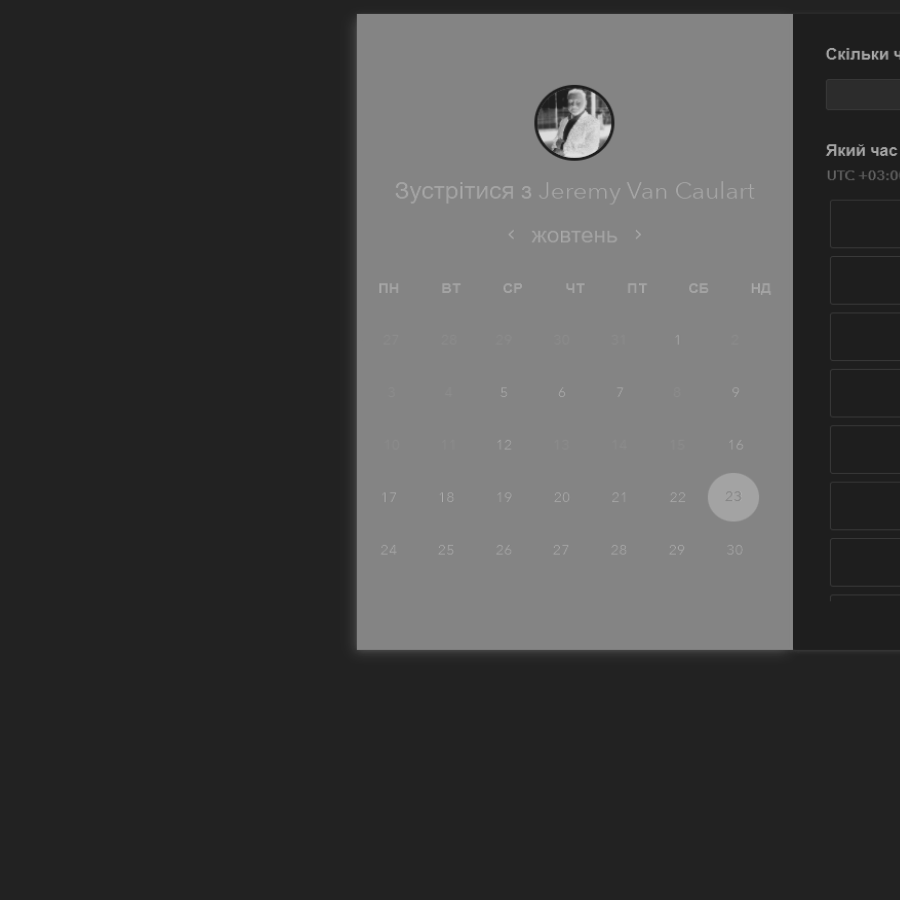 Зустрітися з Jeremy Van Caulart
жовтень
ПН ВТ СР ЧТ ПТ СБ НД
27 28 29 30 31 1 2
3 4 5 6 7 8 9
10 11 12 13 14 15 16
17 18 19 20 21 22 23
24 25 26 27 28 29 30
Скільки
Який час
UTC +03:0